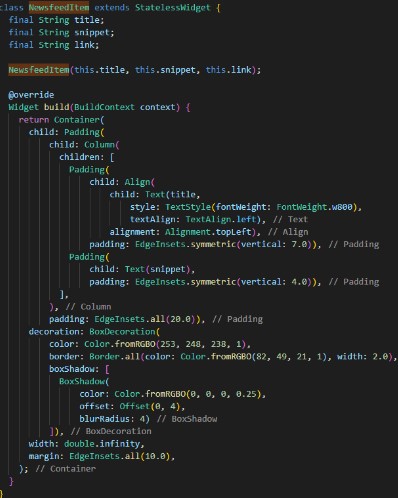 class NewsfeedItem extends StatelessWidget {
  final String title;
  final String snippet;
  final String link;

  NewsfeedItem(this.title, this.snippet, this.link);

  @override
  Widget build(BuildContext context) {
    return Container(
      child: Padding(
          child: Column(
            children: [
              Padding(
                  child: Align(
                      child: Text(title,
                          style: TextStyle(fontWeight: FontWeight.w800),
                          textAlign: TextAlign.left), // Text
                      alignment: Alignment.topLeft), // Align
                  padding: EdgeInsets.symmetric(vertical: 7.0)), // Padding
              Padding(
                  child: Text(snippet),
                  padding: EdgeInsets.symmetric(vertical: 4.0)), // Padding
            ],
          ), // Column
          padding: EdgeInsets.all(20.0)), // Padding
      decoration: BoxDecoration(
          color: Color.fromRGBO(253, 248, 238, 1),
          border: Border.all(color: Color.fromRGBO(82, 49, 21, 1), width: 2.0),
          boxShadow: [
            BoxShadow(
                color: Color.fromRGBO(0, 0, 0, 0.25),
                offset: Offset(0, 4),
                blurRadius: 4) // BoxShadow
          ]), // BoxDecoration
      width: double.infinity,
      margin: EdgeInsets.all(10.0),
    ); // Container
  }
}